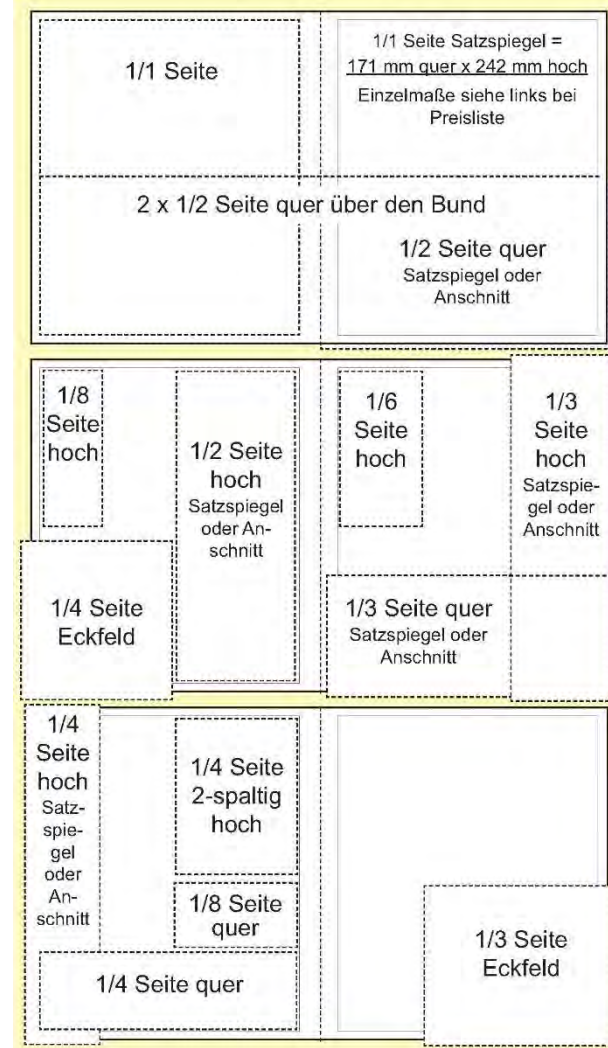 1/1 Seite
1/1 Seite Satzspiegel =
171 mm quer x 242 mm hoch
Einzelmaße siehe links bei
Preisliste
2 x 1/2 Seite quer über den Bund
1/2 Seite quer
Satzspiegel oder
Anschnitt
1/8
Seite
hoch
1/2 Seite
hoch
Satzspiegel
oder An-
schnitt
1/4 Seite
Eckfeld
1/6
Seite
hoch
1/3
Seite
hoch
Satzspie-
gel oder
Anschnitt
1/3 Seite quer
Satzspiegel oder
Anschnitt
1/4
Seite
hoch
Satz-
spie-
gel
oder
An-
schnitt
1/4 Seite
2-spaltig
hoch
1/8 Seite
quer
1/4 Seite quer
1/3 Seite
Eckfeld